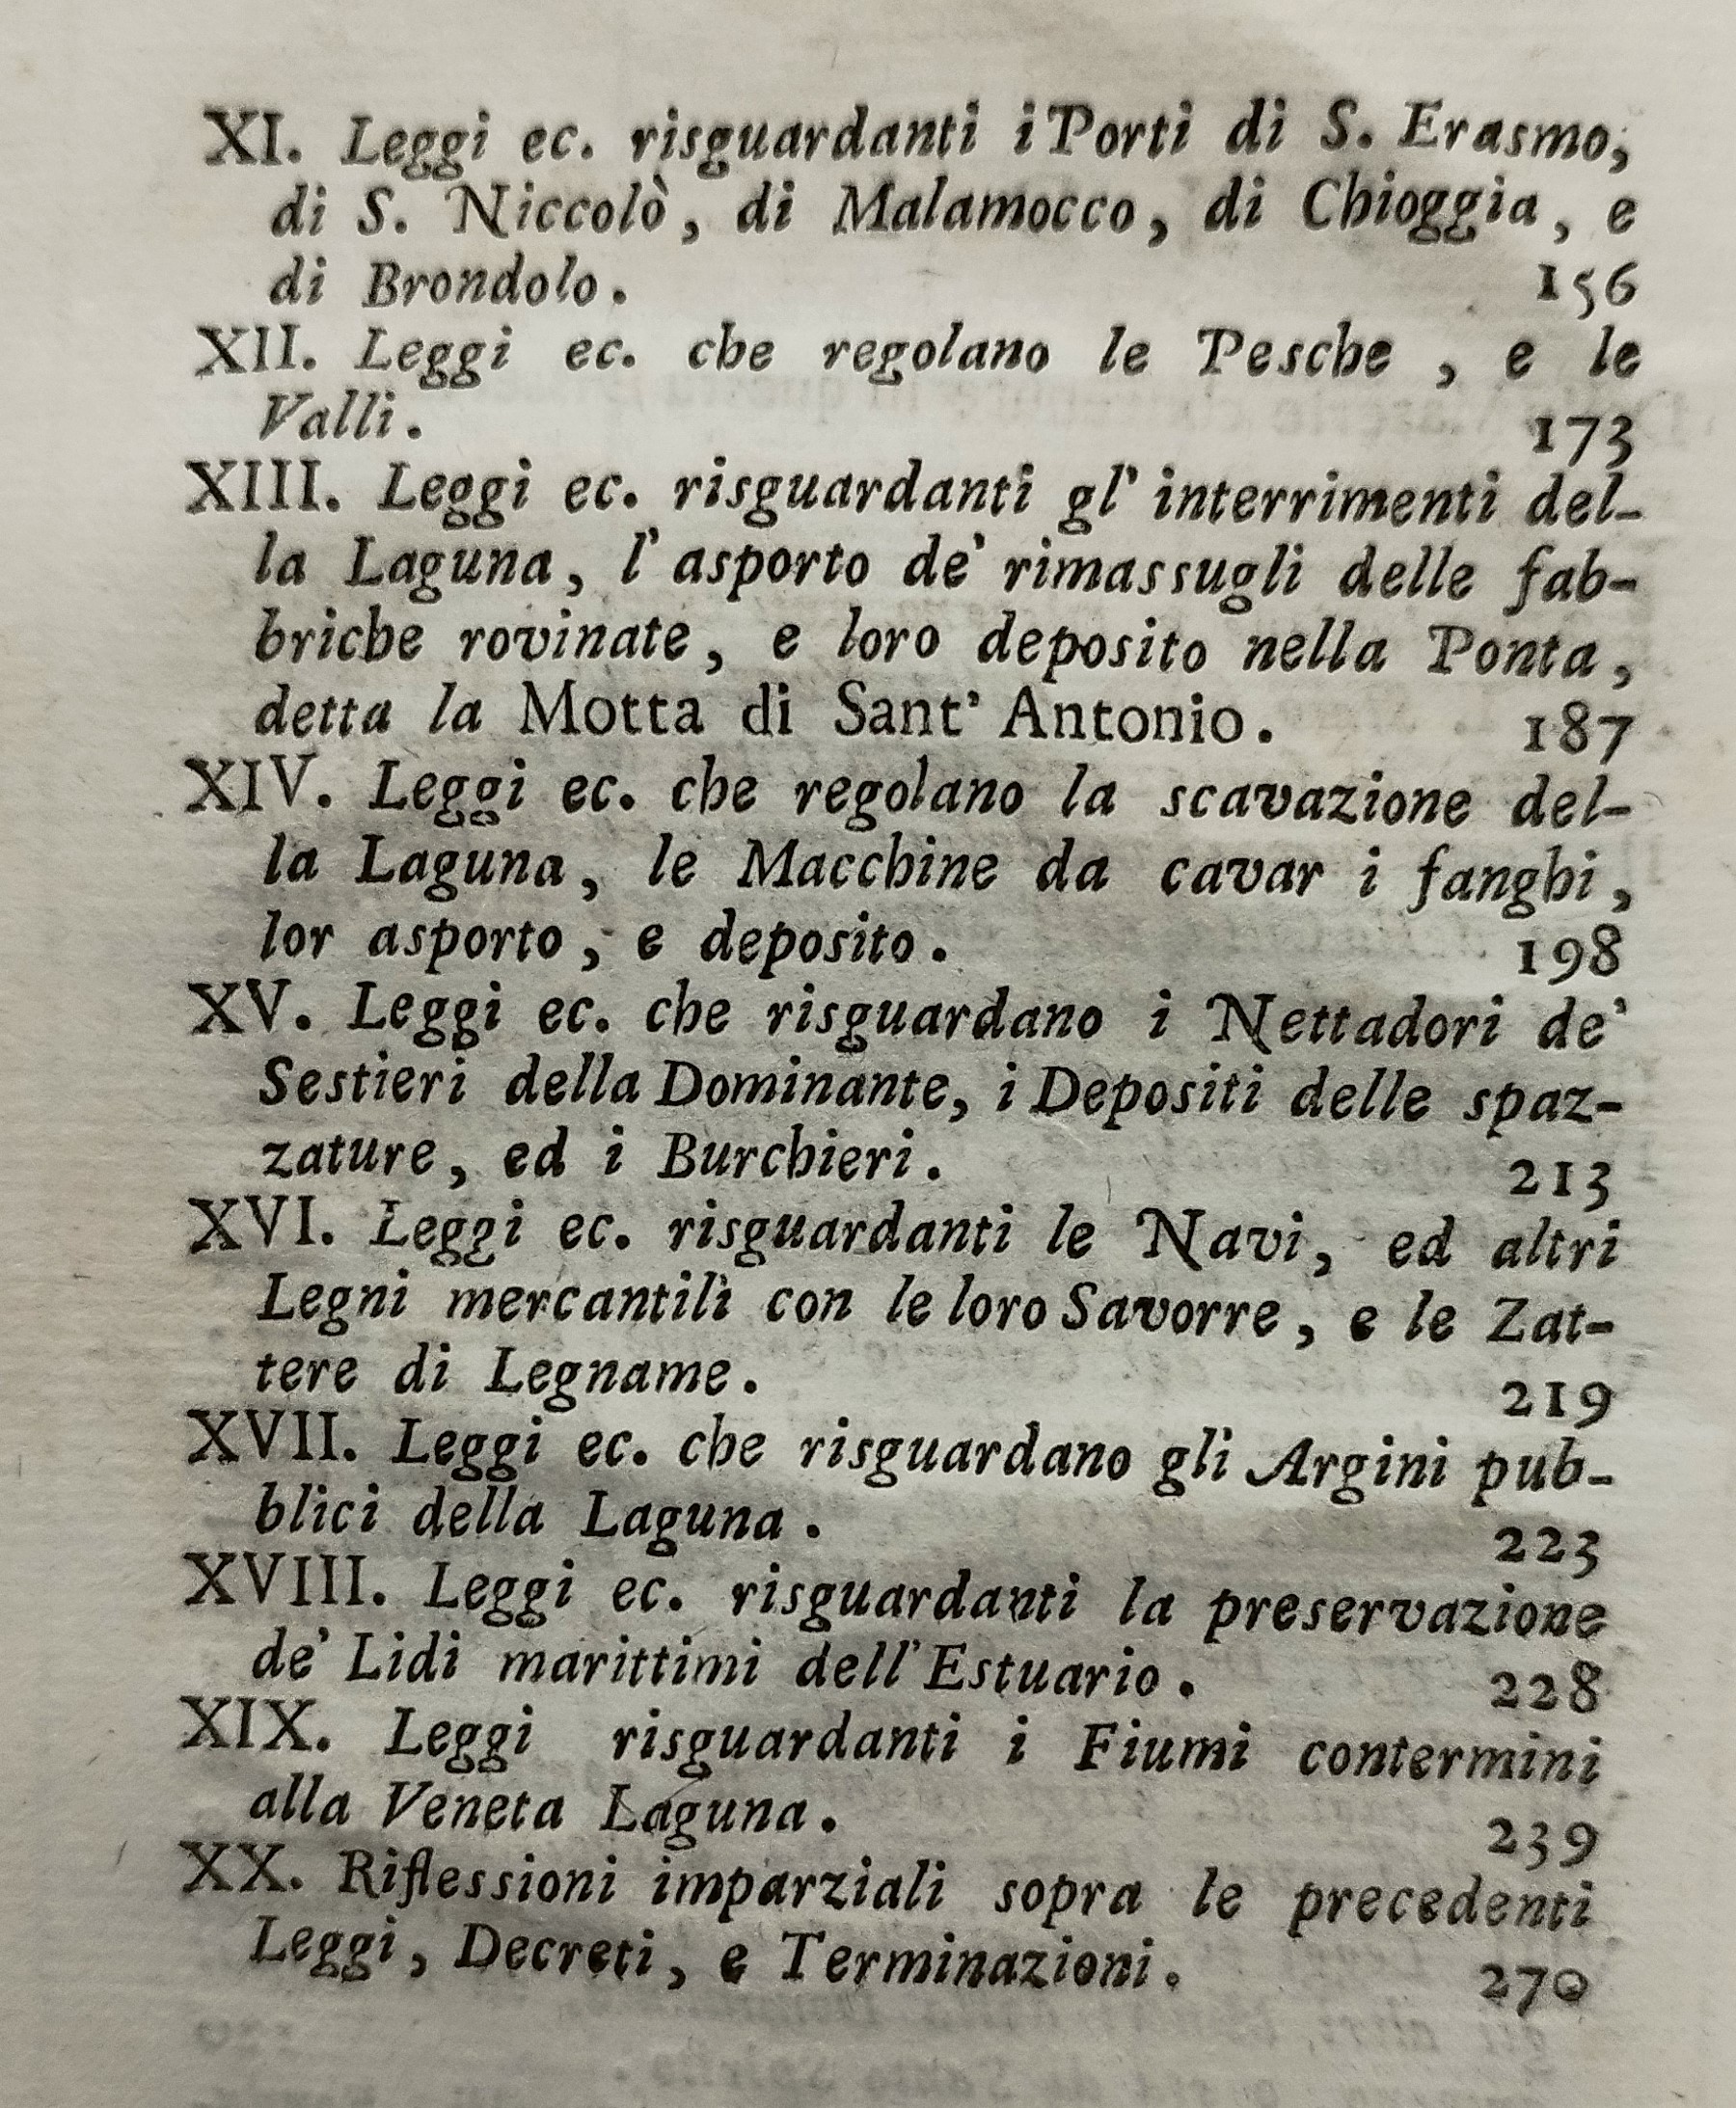 XI. Leggi ec. risguardanti i Porti di S. Erasmo,
di S. Niccolò, di Malamocco, di Chioggia, e
di Brondolo. 156
XII. Leggi ec. che regolano le Pesche, e le
Valli. 173
XIII. Leggi ec. risguardanti gl' interrimenti del-
la Laguna, l' asporto de' rimassugli delle fab-
briche rovinate, e loro deposito nella Ponta,
detta la Motta di Sant' Antonio. 187
XIV. Leggi ec. che regolano la scavazione del-
la Laguna, le Macchine da cavar i fanghi,
lor asporto, e deposito. 198
XV. Leggi ec. che risguardano i Nettadori de'
Sestieri della Dominante, i Depositi delle spaz-
zature, ed i Burchieri. 213
XVI. Leggi ec. risguardanti le Navi, ed altri
Legni mercantili con le loro Savorre, e le Zat-
tere di Legname. 219
XVII. Leggi ec. che risguardano gli Argini pub-
blici della Laguna. 223
XVIII. Leggi ec. risguardanti la preservazione
de' Lidi marittimi dell' Estuario. 228
XIX. Leggi risguardanti i Fiumi contermini
alla Veneta Laguna. 239
XX. Riflessioni imparziali sopra le precedenti
Leggi, Decreti, e Terminazioni. 270